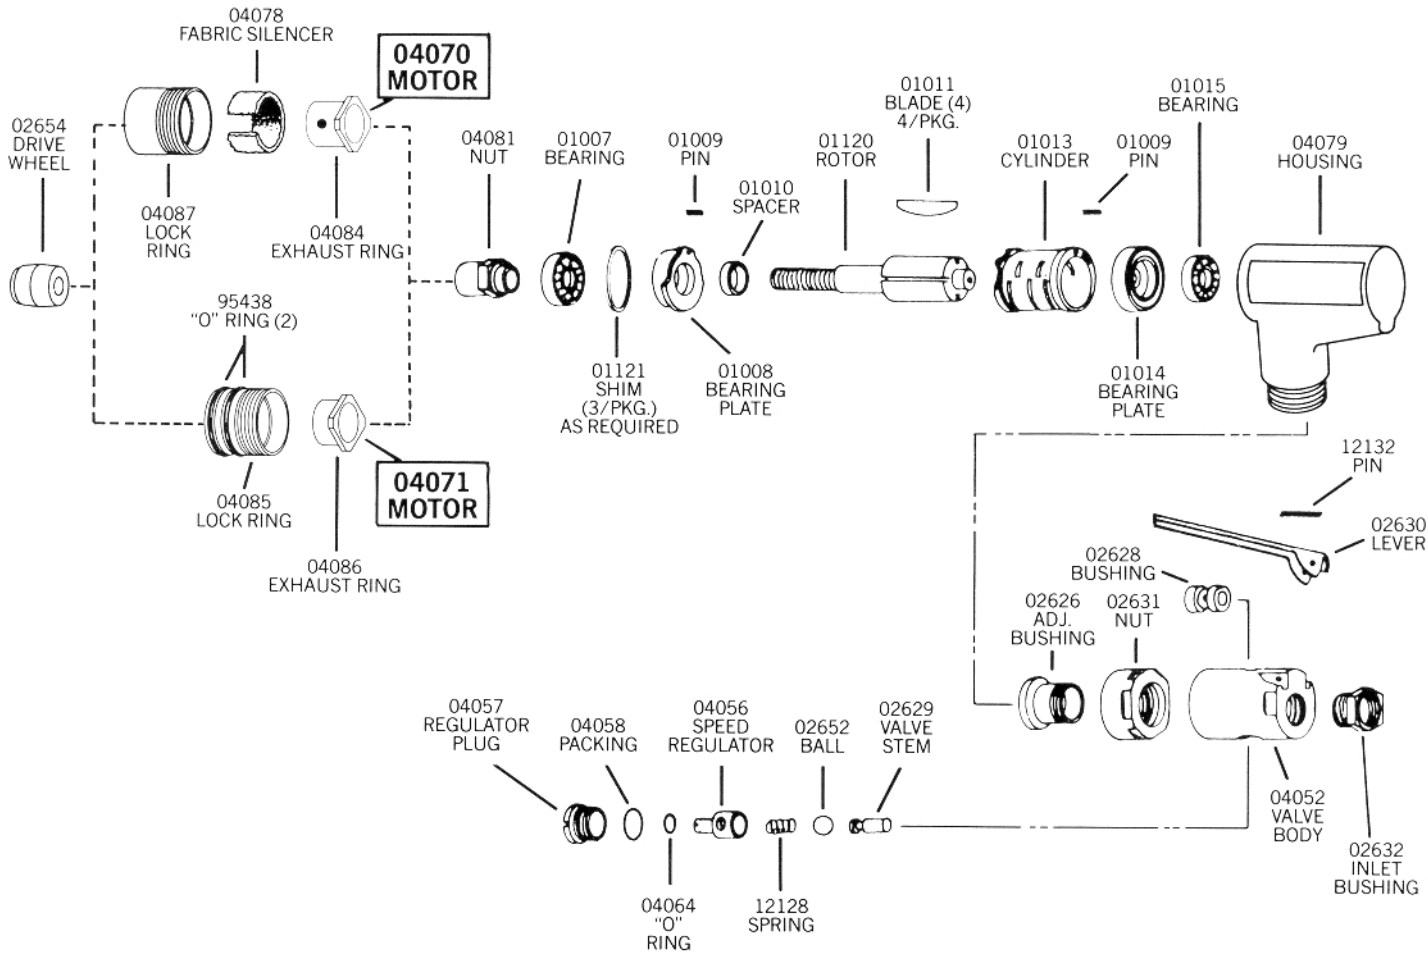 04078
FABRIC SILENCER
04070
MOTOR
02654
DRIVE
WHEEL
04087
LOCK
RING
04084
EXHAUST RING
04081
NUT
01007
BEARING
01009
PIN
01010
SPACER
01120
ROTOR
01011
BLADE (4)
4/PKG.
01013
CYLINDER
01009
PIN
01015
BEARING
04079
HOUSING
95438
"O" RING (2)
01121
SHIM
(3/PKG.)
AS REQUIRED
01008
BEARING
PLATE
01014
BEARING
PLATE
04085
LOCK RING
04071
MOTOR
04086
EXHAUST RING
12132
PIN
02630
LEVER
02628
BUSHING
02626
ADJ.
BUSHING
02631
NUT
04057
REGULATOR
PLUG
04058
PACKING
04056
SPEED
REGULATOR
02652
BALL
02629
VALVE
STEM
04052
VALVE
BODY
02632
INLET
BUSHING
04064
"O"
RING
12128
SPRING